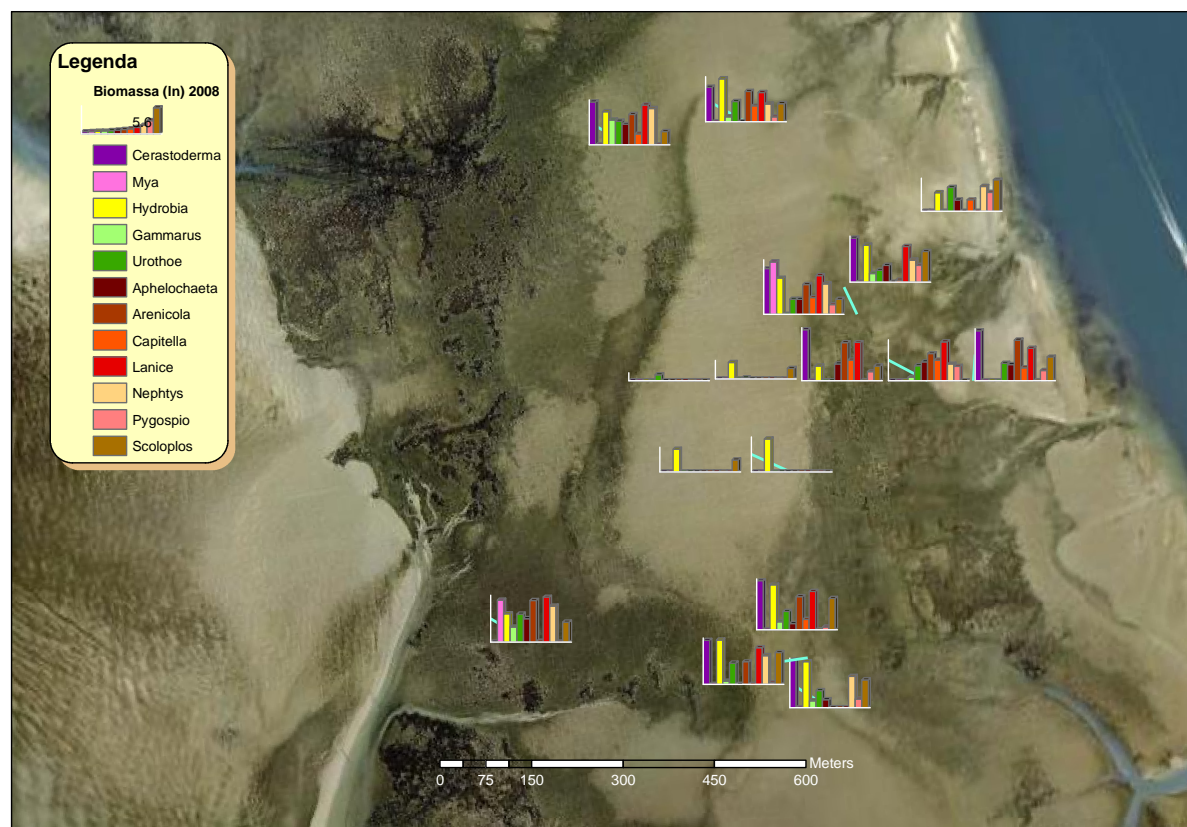 Legenda
Biomassa (ln) 2008
5.6
Cerastoderma
Mya
Hydrobia
Gammarus
Urothoe
Aphelochaeta
Arenicola
Capitella
Lanice
Nephtys
Pygospio
Scoloplos
Meters
0 75 150 300 450 600